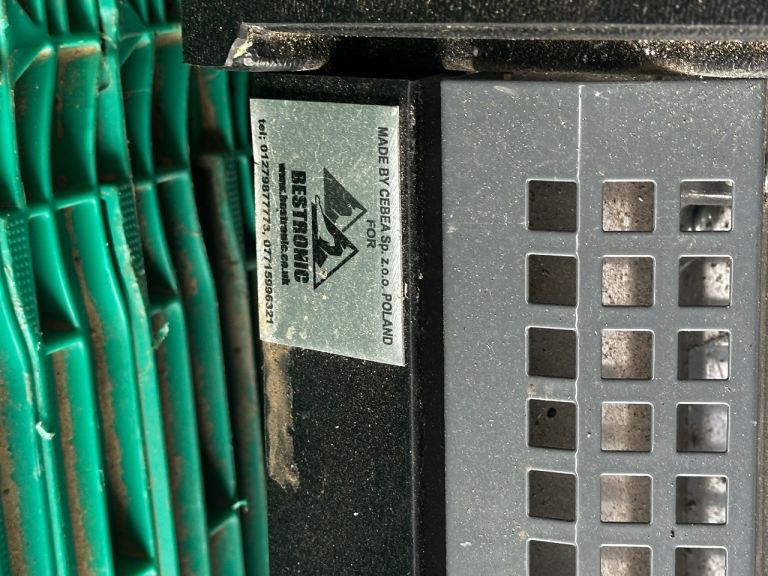 MADE BY CEBEA Sp. z.o.o. POLAND
FOR
BESTRONIC
www.bestronic.co.uk
tel: 01279877773, 07715996321